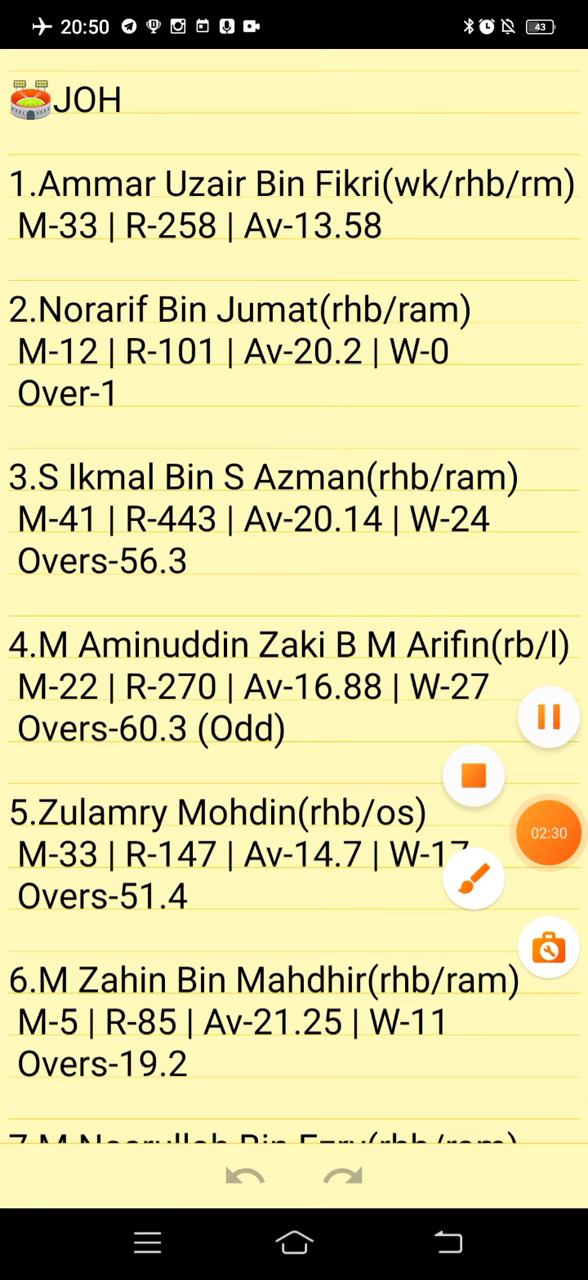 20:50
43
JOH
1.Ammar Uzair Bin Fikri(wk/rhb/rm)
M-33 | R-258 | Av-13.58
2.Norarif Bin Jumat(rhb/ram)
M-12 | R-101 | Av-20.2 | W-0
Over-1
3.S Ikmal Bin S Azman(rhb/ram)
M-41 | R-443 | Av-20.14 | W-24
Overs-56.3
4.M Aminuddin Zaki B M Arifin(rb/l)
M-22 | R-270 | Av-16.88 | W-27
Overs-60.3 (Odd)
5.Zulamry Mohdin(rhb/os)
M-33 | R-147 | Av-14.7 | W-17
02:30
Overs-51.4
6.M Zahin Bin Mahdhir(rhb/ram)
M-5 | R-85 | Av-21.25 | W-11
Overs-19.2